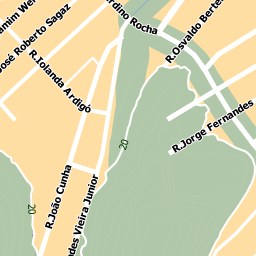 amim We
José Roberto Sagaz
R.Iolanda Ardigó
ardino Rocha
R.Osvaldo Berte
R.Jorge Fernandes
20
20
R.João Cunha
des Vieira Junior